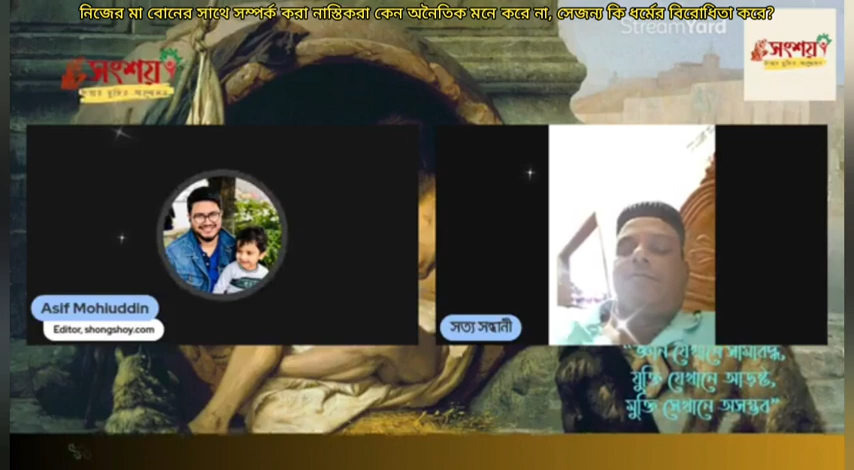 নিজের মা বোনের সাথে সম্পর্ক করা নাস্তিকরা কেন অনৈতিক মনে করে না, সেজন্য কি ধর্মের বিরোধিতা করে?
StreamYard
সংশয়
সংশয়
Asif Mohiuddin
Editor, shongshoy.com
সত্য সন্ধানী
"জ্ঞান যেখানে সীমাবদ্ধ,
যুক্তি যেখানে আড়ষ্ট,
মুক্তি সেখানে অসম্ভব"